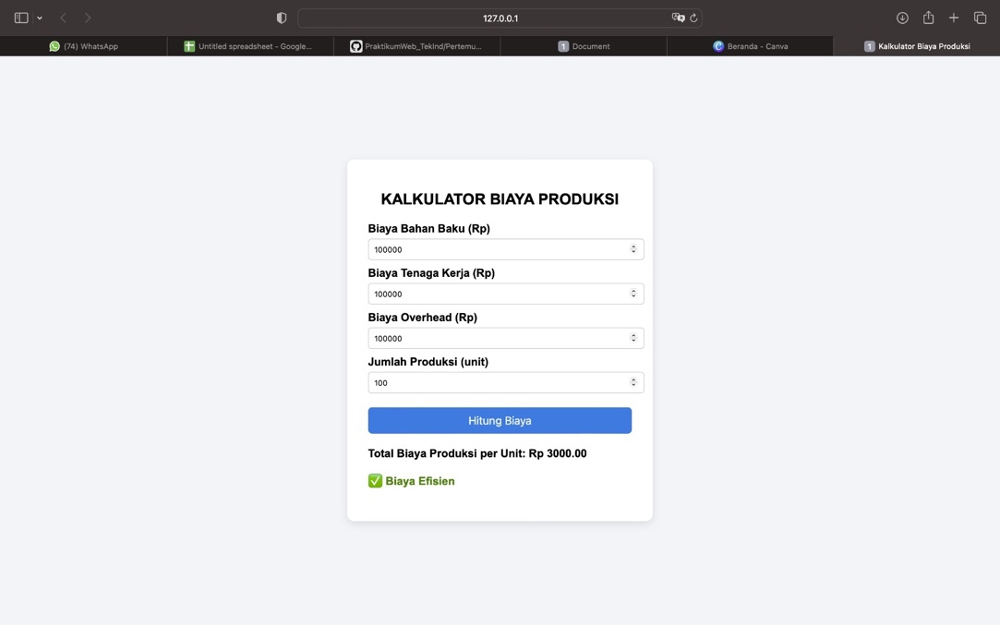 127.0.0.1
(74) WhatsApp
Untitled spreadsheet - Google...
PraktikumWeb_TekInd/Pertemu...
1 Document
Beranda - Canva
1 Kalkulator Biaya Produksi
KALKULATOR BIAYA PRODUKSI
Biaya Bahan Baku (Rp)
100000
Biaya Tenaga Kerja (Rp)
100000
Biaya Overhead (Rp)
100000
Jumlah Produksi (unit)
100
Hitung Biaya
Total Biaya Produksi per Unit: Rp 3000.00
✅ Biaya Efisien